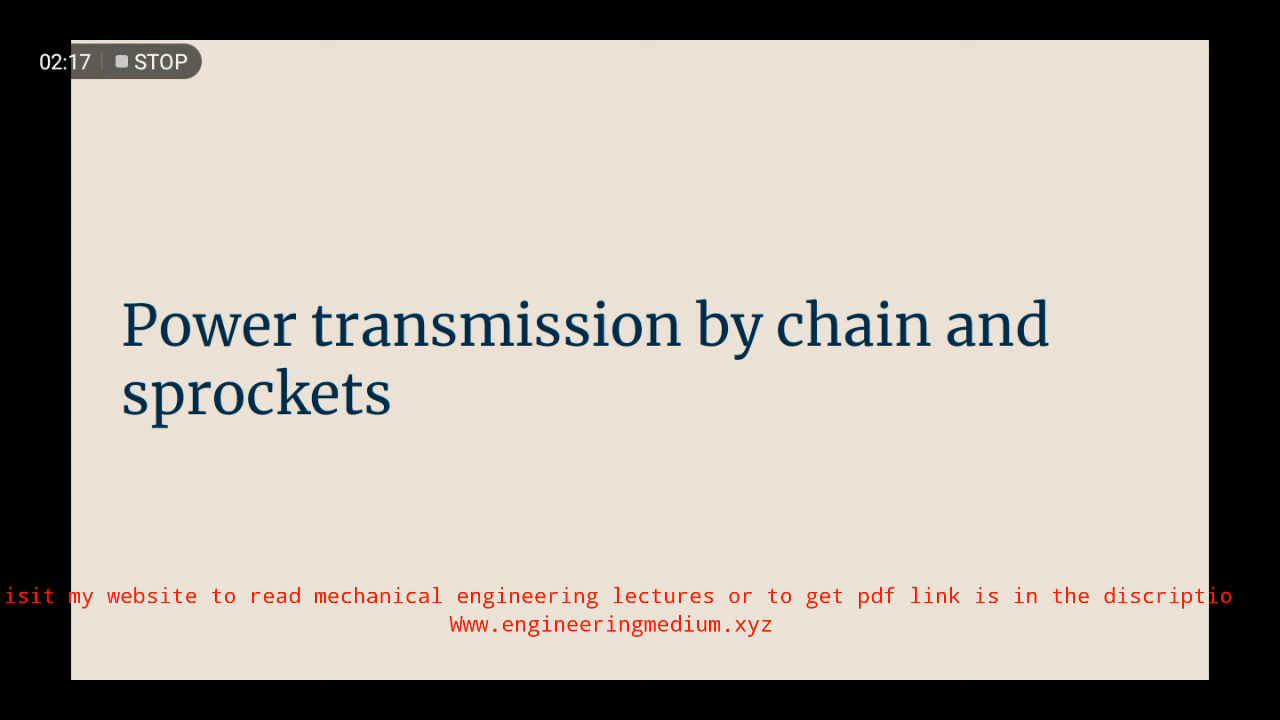 02:17 STOP
Power transmission by chain and
sprockets
isit my website to read mechanical engineering lectures or to get pdf link is in the discriptio
Www.engineeringmedium.xyz